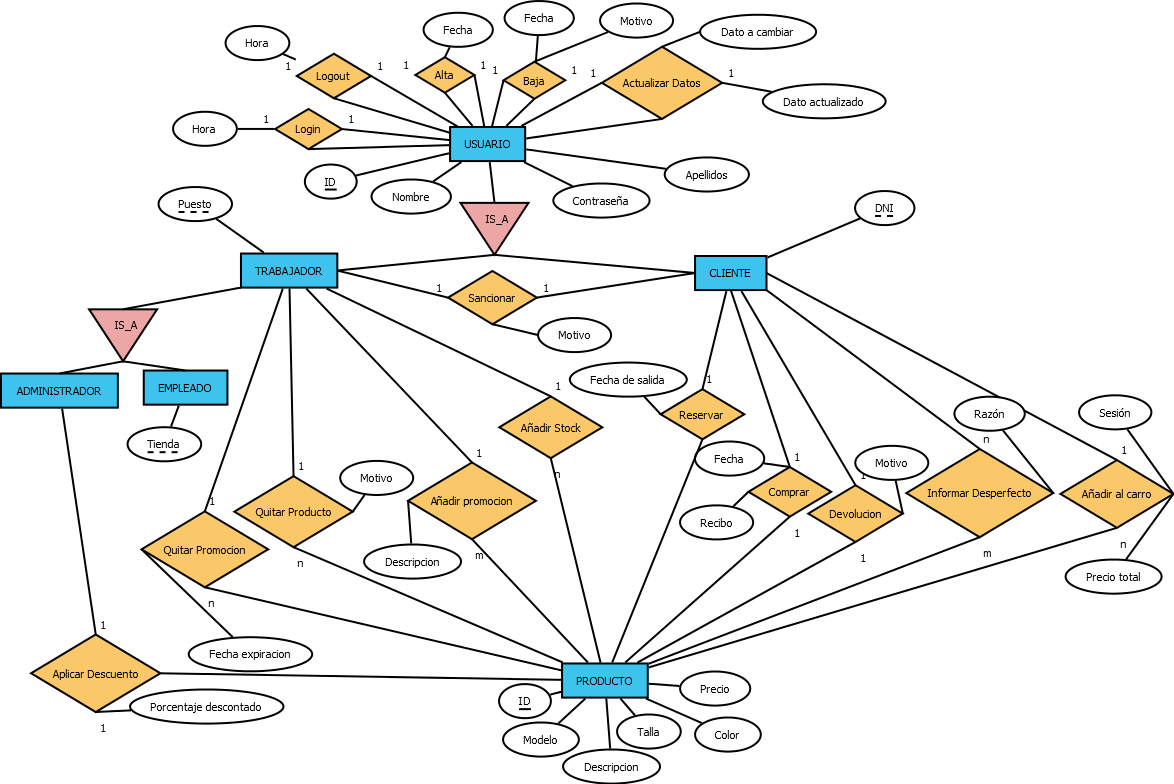 Fecha
Motivo
Fecha
Dato a cambiar
Hora
1
1
1
1
1
1
1
1
Logout
Alta
Baja
Actualizar Datos
Dato actualizado
1
1
Hora
Login
USUARIO
Apellidos
ID
Nombre
Contraseña
Puesto
DNI
IS_A
TRABAJADOR
CLIENTE
1
1
Sancionar
IS_A
Motivo
Fecha de salida
1
ADMINISTRADOR
EMPLEADO
1
Reservar
Razón
Sesión
Añadir Stock
Tienda
n
1
1
1
Fecha
1
Motivo
1
n
Motivo
1
Comprar
Informar Desperfecto
Añadir al carro
1
Añadir promocion
Quitar Producto
Devolucion
Recibo
1
n
Quitar Promocion
m
m
1
n
Descripcion
Precio total
n
1
Fecha expiracion
Aplicar Descuento
PRODUCTO
Precio
ID
Porcentaje descontado
1
Talla
Color
Modelo
Descripcion